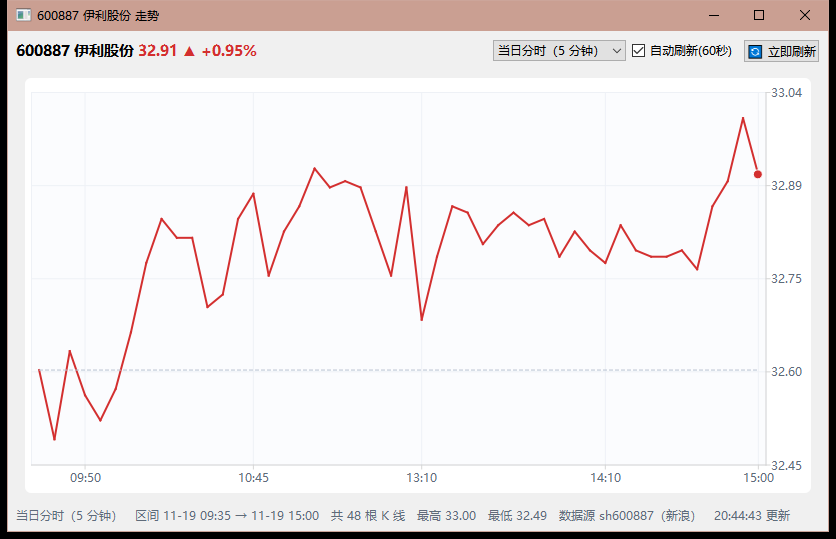 600887 伊利股份 走势
600887 伊利股份 32.91 ▲ +0.95%
当日分时（5 分钟）
自动刷新(60秒)
立即刷新
33.04
32.89
32.75
32.60
32.45
09:50 10:45 13:10 14:10 15:00
当日分时（5 分钟） 区间 11-19 09:35 → 11-19 15:00 共 48 根 K 线 最高 33.00 最低 32.49 数据源 sh600887（新浪） 20:44:43 更新